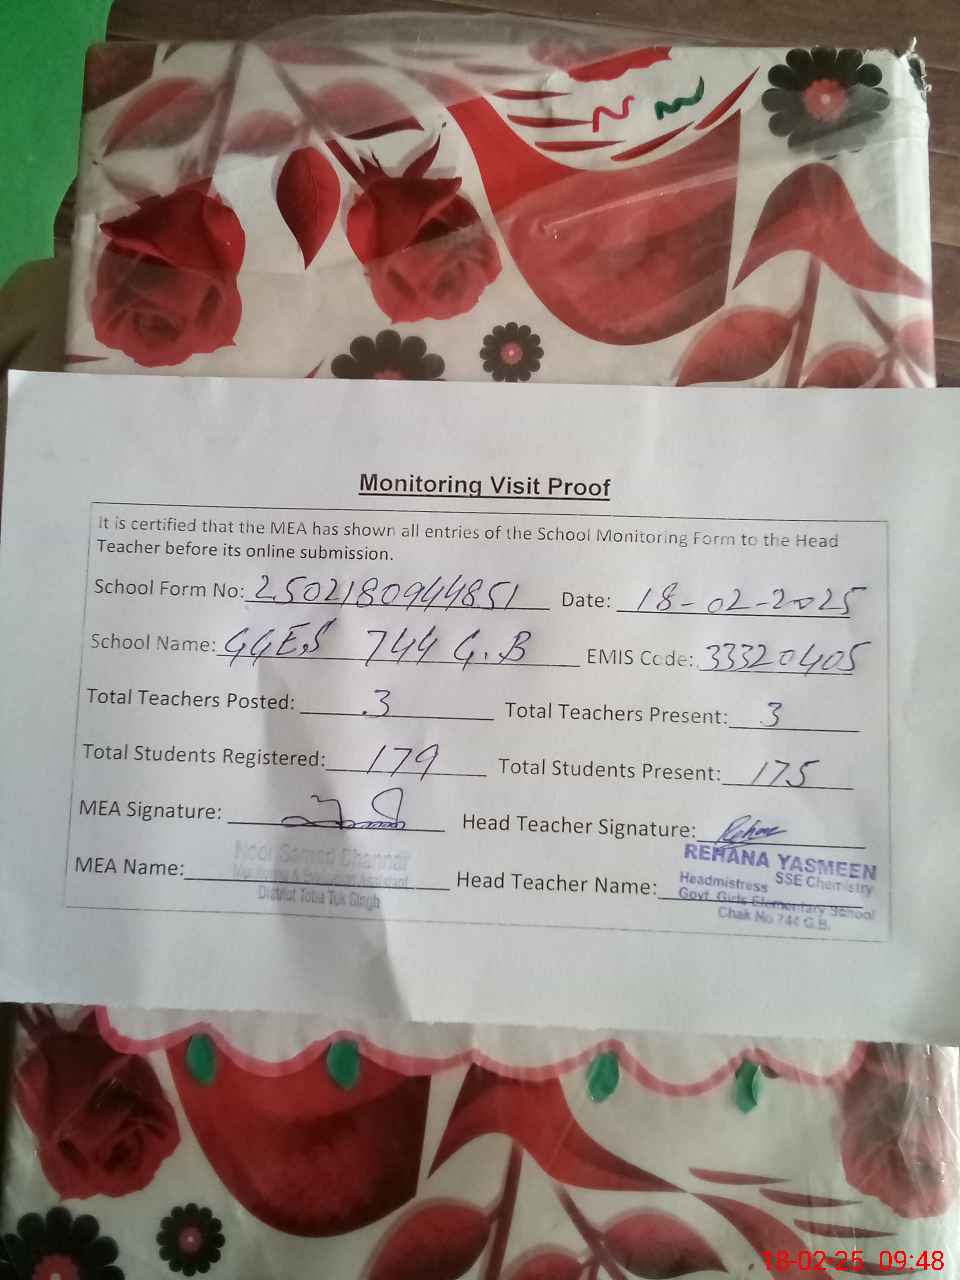 Monitoring Visit Proof
It is certified that the MEA has shown all entries of the School Monitoring Form to the Head
Teacher before its online submission.
School Form No: 2502180944851 Date: 18-02-2025
School Name: GGES 744 G.B EMIS Code: 33320405
Total Teachers Posted: 3 Total Teachers Present: 3
Total Students Registered: 179 Total Students Present: 175
MEA Signature: Head Teacher Signature:
MEA Name: Head Teacher Name:
Noor Samad Channar
Monitoring & Evaluation Assistant
District Toba Tek Singh
REHANA YASMEEN
SSE Chemistry
Headmistress
Govt. Girls Elementary School
Chak No 744 G.B.
18-02-25 09:48